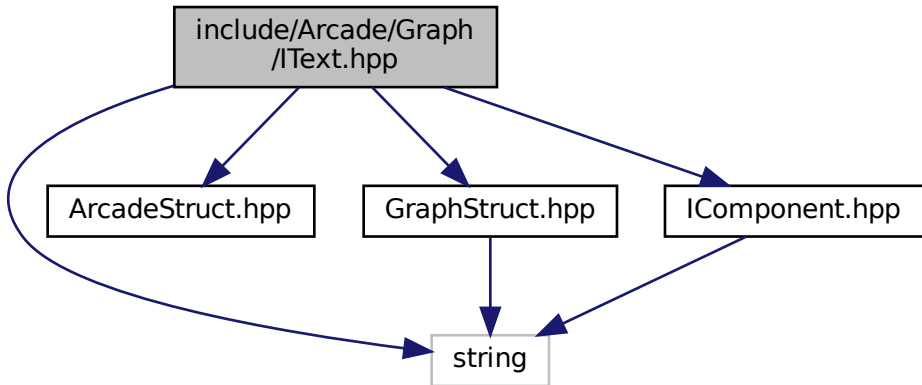 include/Arcade/Graph
/IText.hpp
ArcadeStruct.hpp
GraphStruct.hpp
IComponent.hpp
string